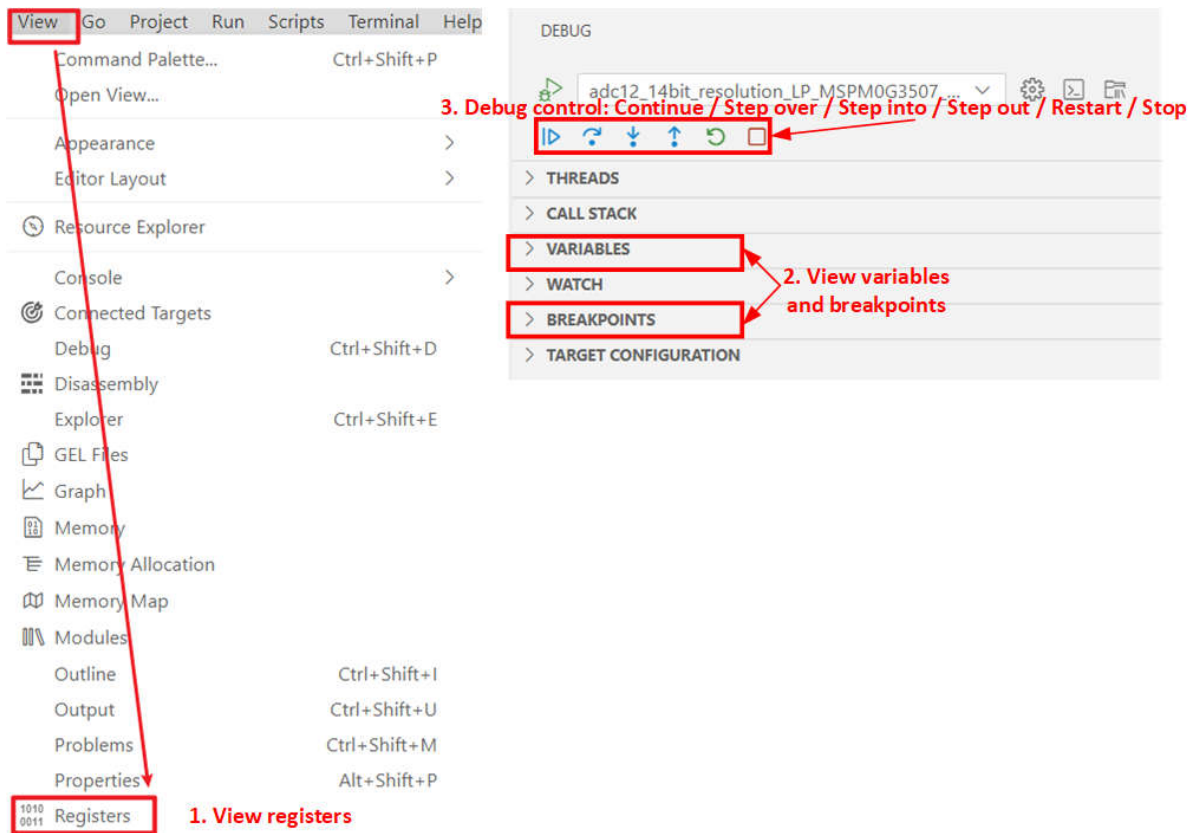 View Go Project Run Scripts Terminal Help
Command Palette... Ctrl+Shift+P
Open View...
Appearance
Editor Layout
Resource Explorer
Console
Connected Targets
Debug Ctrl+Shift+D
Disassembly
Explorer Ctrl+Shift+E
GEL Files
Graph
Memory
Memory Allocation
Memory Map
Modules
Outline Ctrl+Shift+I
Output Ctrl+Shift+U
Problems Ctrl+Shift+M
Properties Alt+Shift+P
1010
0011 Registers
1. View registers
DEBUG
adc12_14bit_resolution_LP_MSPM0G3507_...
3. Debug control: Continue / Step over / Step into / Step out / Restart / Stop
THREADS
CALL STACK
VARIABLES
WATCH
BREAKPOINTS
TARGET CONFIGURATION
2. View variables
and breakpoints